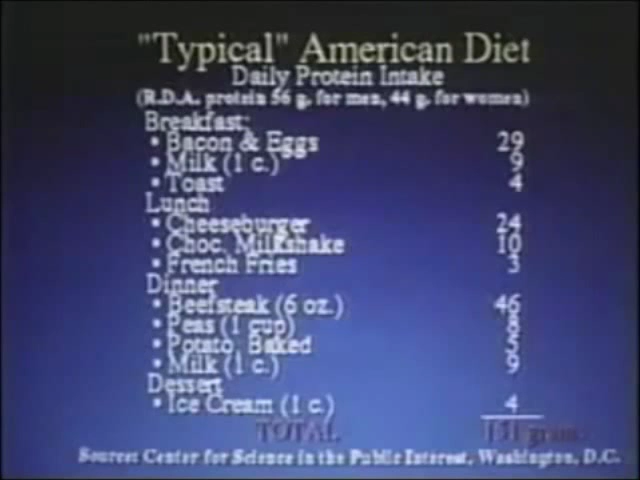 "Typical" American Diet
Daily Protein Intake
(R.D.A. protein 56 g. for men, 44 g. for women)
Breakfast:
• Bacon & Eggs 29
• Milk (1 c.) 9
• Toast 4
Lunch
• Cheeseburger 24
• Choc. Milkshake 10
• French Fries 3
Dinner
• Beefsteak (6 oz.) 46
• Peas (1 cup) 8
• Potato, Baked 5
• Milk (1 c.) 9
Dessert
• Ice Cream (1 c.) 4
TOTAL 151 grams
Source: Center for Science in the Public Interest, Washington, D.C.